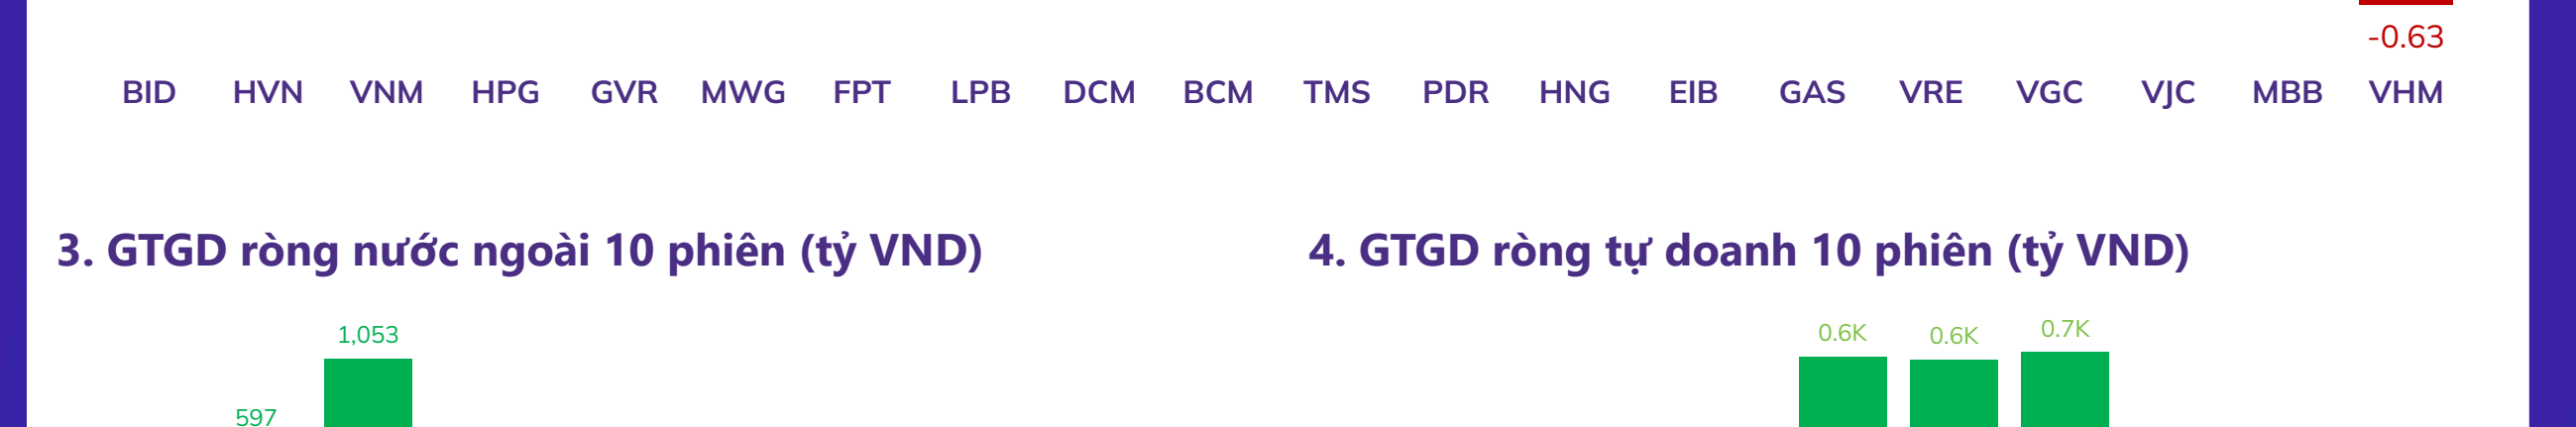 -0.63
BID HVN VNM HPG GVR MWG FPT LPB DCM BCM TMS PDR HNG EIB GAS VRE VGC VJC MBB VHM
3. GTGD ròng nước ngoài 10 phiên (tỷ VND)
1,053
597
4. GTGD ròng tự doanh 10 phiên (tỷ VND)
0.6K 0.6K 0.7K